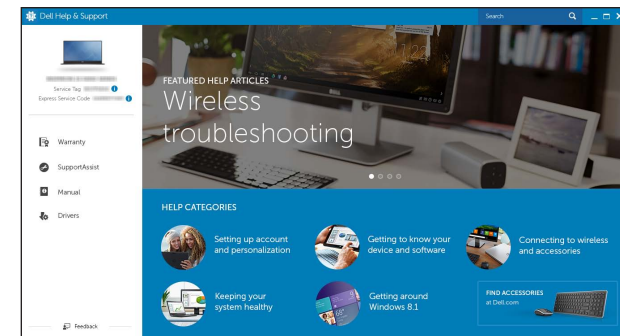 Dell Help & Support
Search
Service Tag
Express Service Code
Warranty
SupportAssist
Manual
Drivers
Feedback
FEATURED HELP ARTICLES
Wireless
troubleshooting
HELP CATEGORIES
Setting up account
and personalization
Getting to know your
device and software
Connecting to wireless
and accessories
Keeping your
system healthy
Getting around
Windows 8.1
FIND ACCESSORIES
at Dell.com